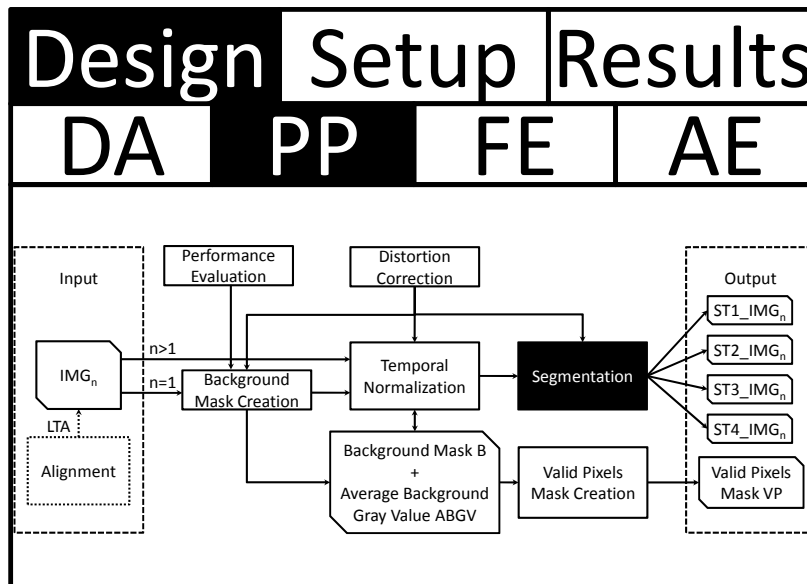 Design Setup Results
DA PP FE AE
Input
Performance
Evaluation
Distortion
Correction
Output
IMGn
n>1
n=1
LTA
Alignment
Background
Mask Creation
Temporal
Normalization
Segmentation
ST1_IMGn
ST2_IMGn
ST3_IMGn
ST4_IMGn
Background Mask B
+
Average Background
Gray Value ABGV
Valid Pixels
Mask Creation
Valid Pixels
Mask VP